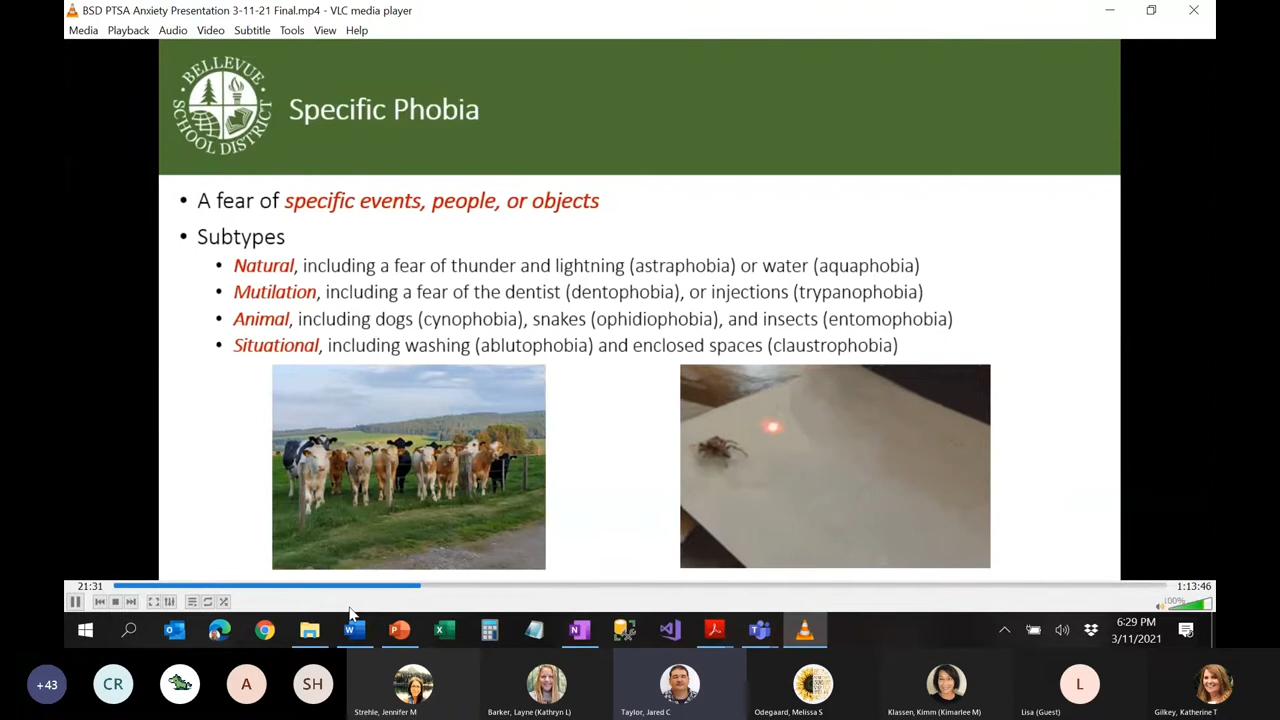 BSD PTSA Anxiety Presentation 3-11-21 Final.mp4 - VLC media player
Media Playback Audio Video Subtitle Tools View Help
BELLEVUE
SCHOOL DISTRICT
Specific Phobia
• A fear of specific events, people, or objects
• Subtypes
• Natural, including a fear of thunder and lightning (astraphobia) or water (aquaphobia)
• Mutilation, including a fear of the dentist (dentophobia), or injections (trypanophobia)
• Animal, including dogs (cynophobia), snakes (ophidiophobia), and insects (entomophobia)
• Situational, including washing (ablutophobia) and enclosed spaces (claustrophobia)
21:31
1:13:46
100%
6:29 PM
3/11/2021
+43 CR A SH L
Strehle, Jennifer M Barker, Layne (Kathryn L) Taylor, Jared C Odegaard, Melissa S Klassen, Kimm (Kimarlee M) Lisa (Guest) Gilkey, Katherine T